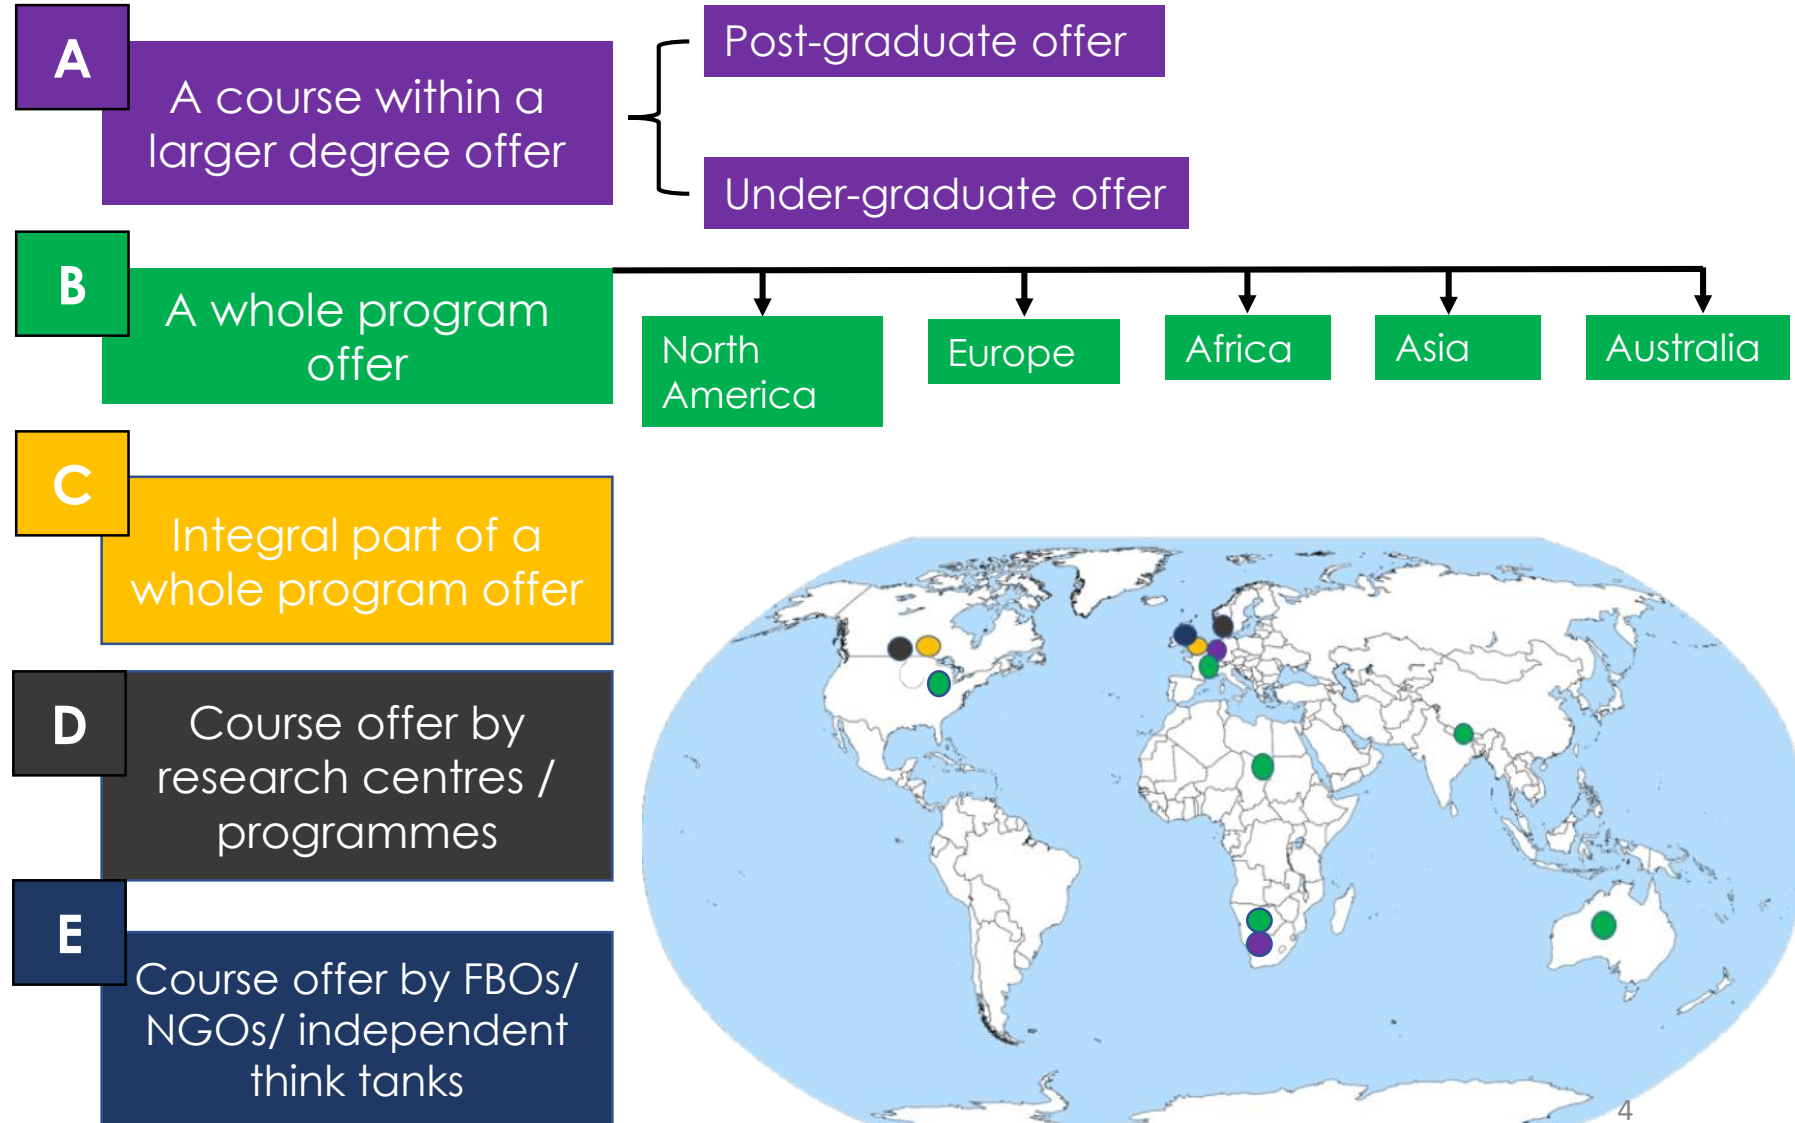 A
A course within a
larger degree offer
Post-graduate offer
Under-graduate offer
B
A whole program
offer
North
America
Europe
Africa
Asia
Australia
C
Integral part of a
whole program offer
D
Course offer by
research centres /
programmes
E
Course offer by FBOs/
NGOs/ independent
think tanks
4